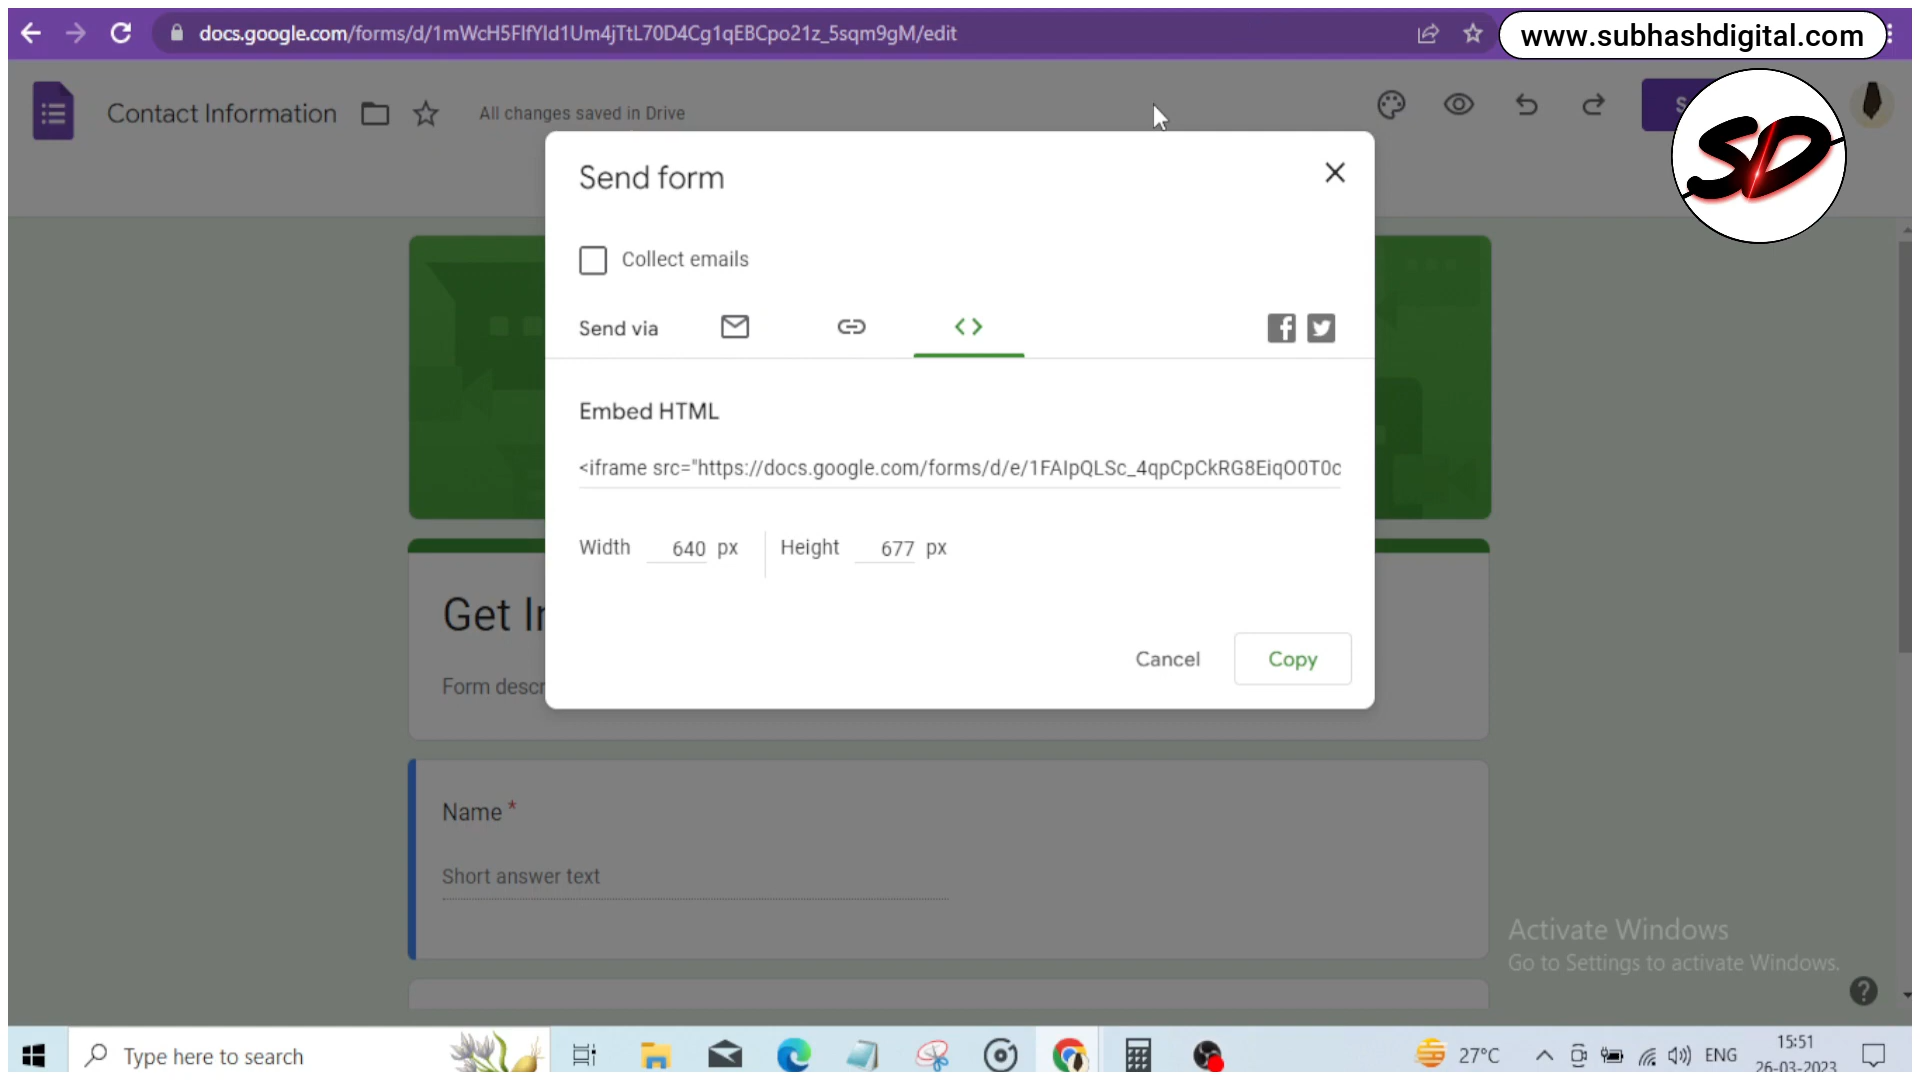 docs.google.com/forms/d/1mWcH5FIfYld1Um4jTtL70D4Cg1qEBCpo21z_5sqm9gM/edit
www.subhashdigital.com
Contact Information
All changes saved in Drive
SD
Send form
Collect emails
Send via
Embed HTML
<iframe src="https://docs.google.com/forms/d/e/1FAIpQLSc_4qpCpCkRG8EiqO0T0c
Width 640 px Height 677 px
Cancel Copy
Get In
Form descr
Name *
Short answer text
Activate Windows
Go to Settings to activate Windows.
Type here to search
27°C
ENG
15:51
26-03-2023